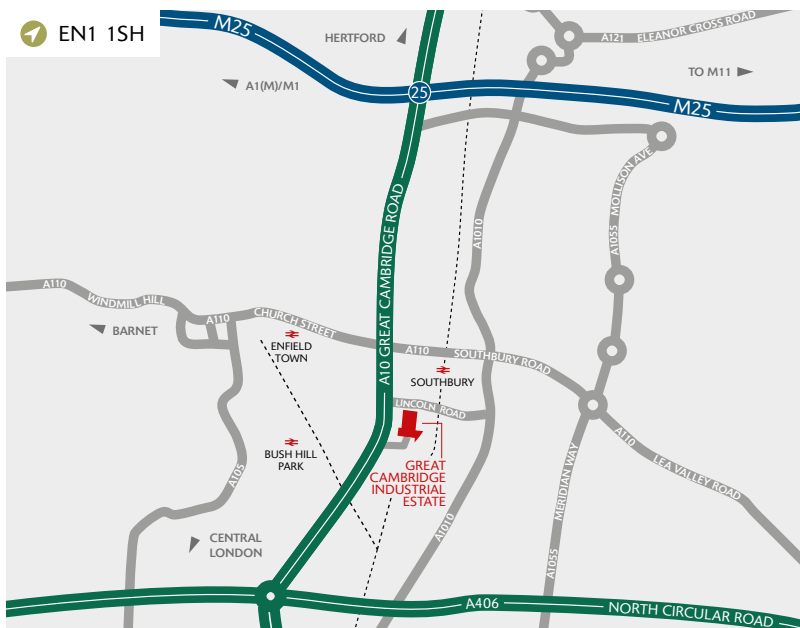 EN1 1SH
M25
HERTFORD
A121
ELEANOR CROSS ROAD
A1(M)/M1
25
TO M11
M25
MOLLISON AVE
A1055
A1010
A10 GREAT CAMBRIDGE ROAD
A110
WINDMILL HILL
A110
CHURCH STREET
BARNET
ENFIELD
TOWN
A110
SOUTHBURY ROAD
SOUTHBURY
LINCOLN ROAD
BUSH HILL
PARK
A105
GREAT
CAMBRIDGE
INDUSTRIAL
ESTATE
A110
LEA VALLEY ROAD
MERIDIAN WAY
A1055
A1010
CENTRAL
LONDON
A406
NORTH CIRCULAR ROAD